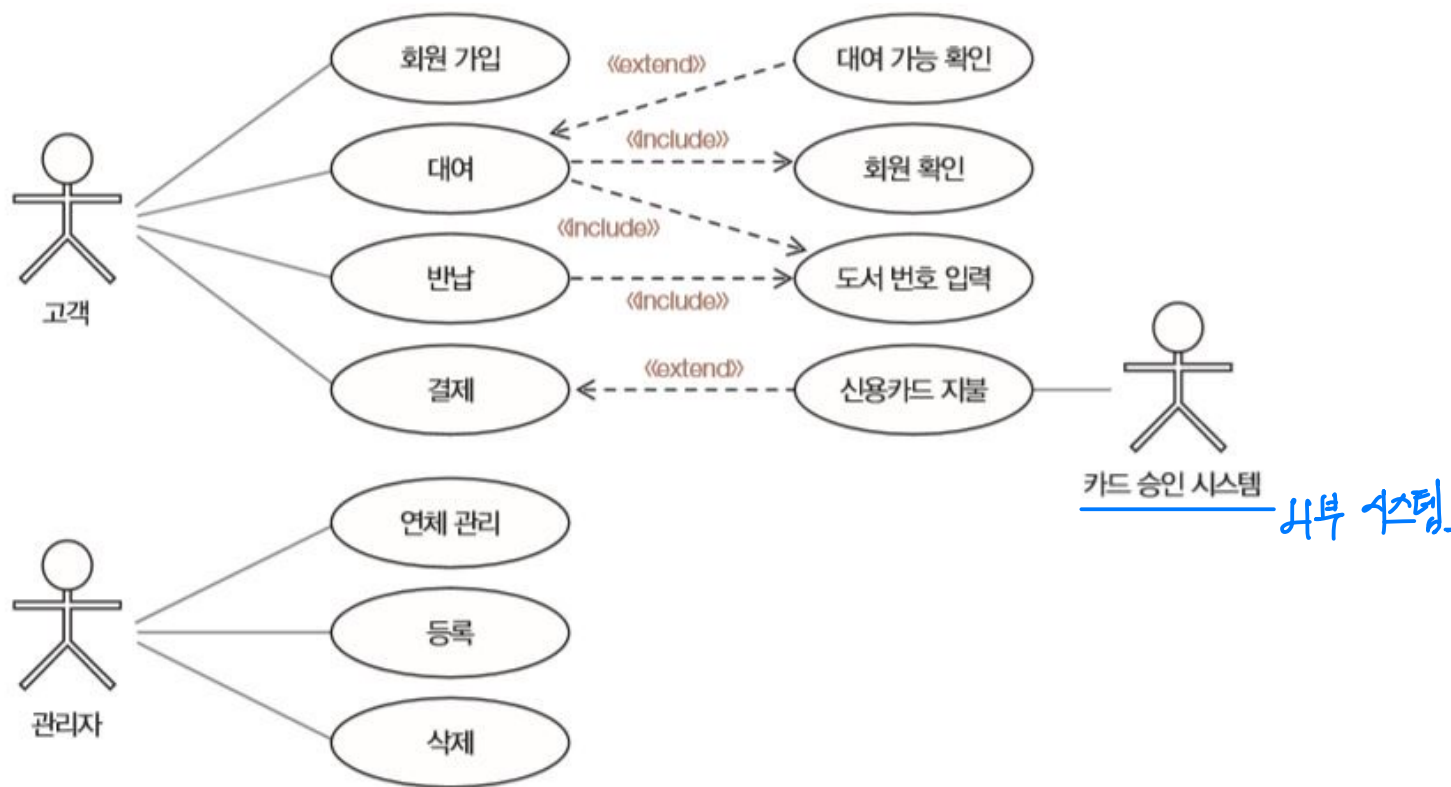 회원 가입
«extend»
대여 가능 확인
대여
«include»
회원 확인
«include»
반납
«include»
도서 번호 입력
고객
결제
«extend»
신용카드 지불
카드 승인 시스템
시스템
연체 관리
등록
관리자
삭제